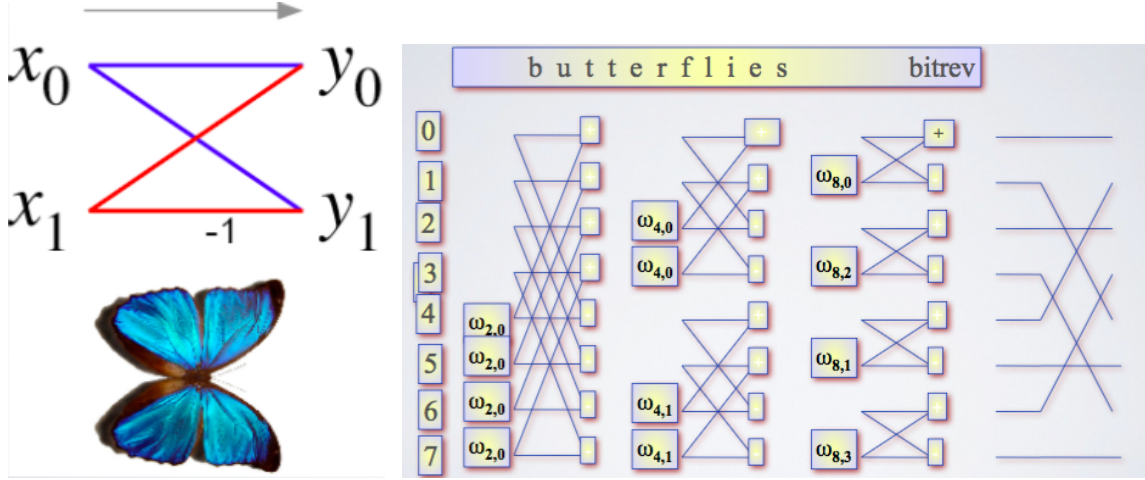 x0 y0
x1 -1 y1
butterflies bitrev
0 + + +
1 + - ω8,0 -
2 + ω4,0 - +
3 + ω4,0 - ω8,2 -
4 ω2,0 - + +
5 ω2,0 - + ω8,1 -
6 ω2,0 - ω4,1 - +
7 ω2,0 - ω4,1 - ω8,3 -